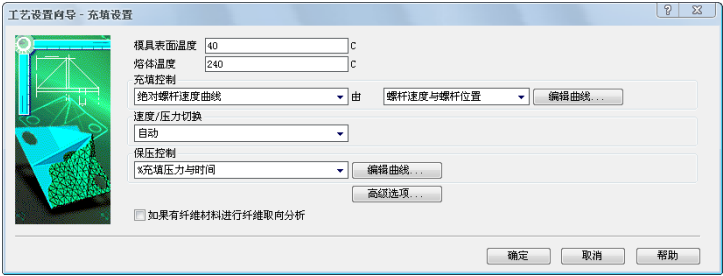 工艺设置向导 - 充填设置
模具表面温度 40 C
熔体温度 240 C
充填控制
绝对螺杆速度曲线 由 螺杆速度与螺杆位置 编辑曲线...
速度/压力切换
自动
保压控制
%充填压力与时间 编辑曲线...
高级选项...
如果有纤维材料进行纤维取向分析
确定 取消 帮助